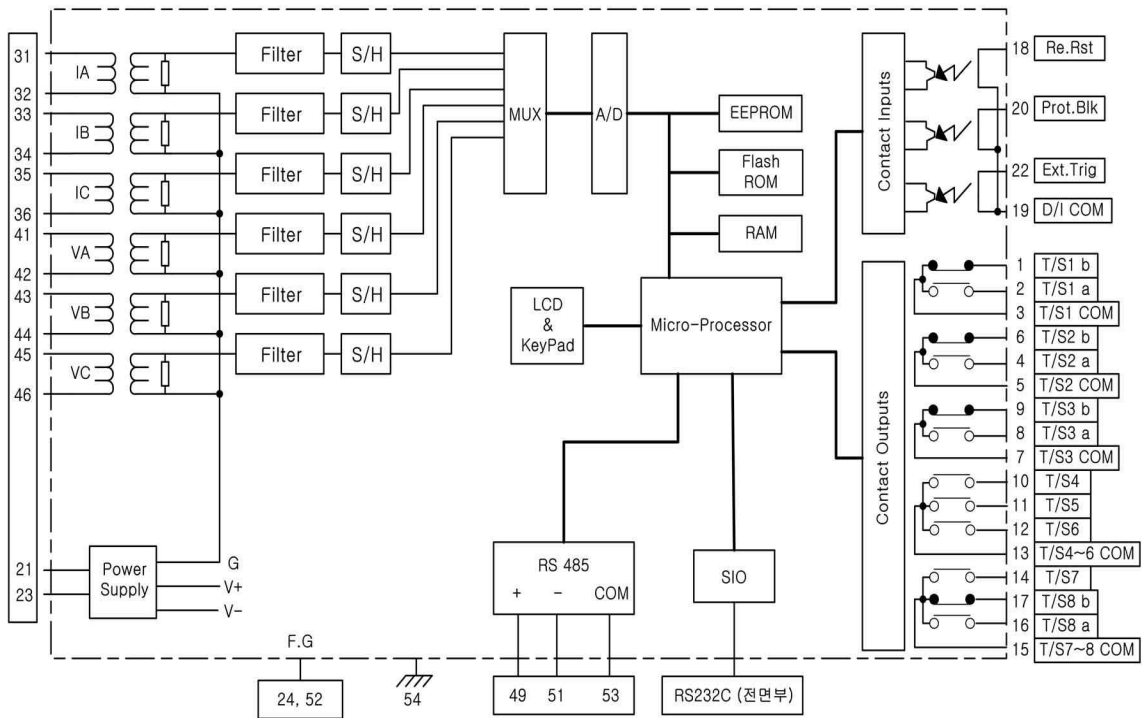 31
IA
32
33
IB
34
35
IC
36
41
VA
42
43
VB
44
45
VC
46
21
23
Power
Supply
G
V+
V-
Filter
S/H
Filter
S/H
Filter
S/H
Filter
S/H
Filter
S/H
Filter
S/H
MUX
A/D
EEPROM
Flash
ROM
RAM
LCD
&
KeyPad
Micro-Processor
RS 485
+ - COM
SIO
F.G
24, 52
54
49 51 53
RS232C (전면부)
Contact Inputs
18 Re.Rst
20 Prot.Blk
22 Ext.Trig
19 D/I COM
Contact Outputs
1 T/S1 b
2 T/S1 a
3 T/S1 COM
6 T/S2 b
4 T/S2 a
5 T/S2 COM
9 T/S3 b
8 T/S3 a
7 T/S3 COM
10 T/S4
11 T/S5
12 T/S6
13 T/S4~6 COM
14 T/S7
17 T/S8 b
16 T/S8 a
15 T/S7~8 COM